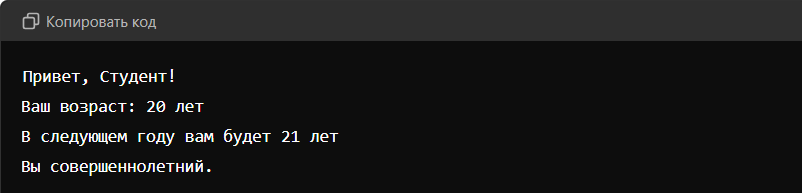 Копировать код
Привет, Студент!
Ваш возраст: 20 лет
В следующем году вам будет 21 лет
Вы совершеннолетний.